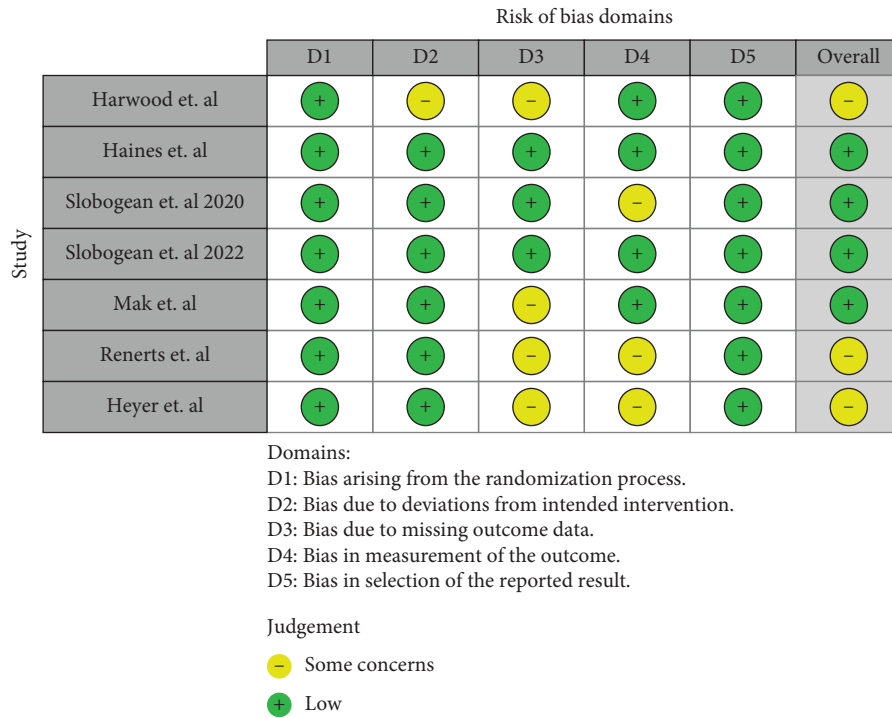 Risk of bias domains
D1 D2 D3 D4 D5 Overall
Study
Harwood et. al + − − + + −
Haines et. al + + + + + +
Slobogean et. al 2020 + + + − + +
Slobogean et. al 2022 + + + + + +
Mak et. al + + − + + +
Renerts et. al + + − − + −
Heyer et. al + + − − + −
Domains:
D1: Bias arising from the randomization process.
D2: Bias due to deviations from intended intervention.
D3: Bias due to missing outcome data.
D4: Bias in measurement of the outcome.
D5: Bias in selection of the reported result.
Judgement
− Some concerns
+ Low